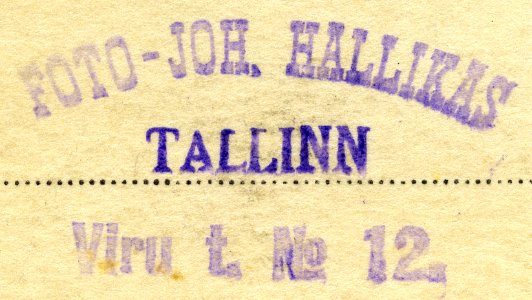 FOTO-JOH. HALLIKAS
TALLINN
Viru t. № 12.